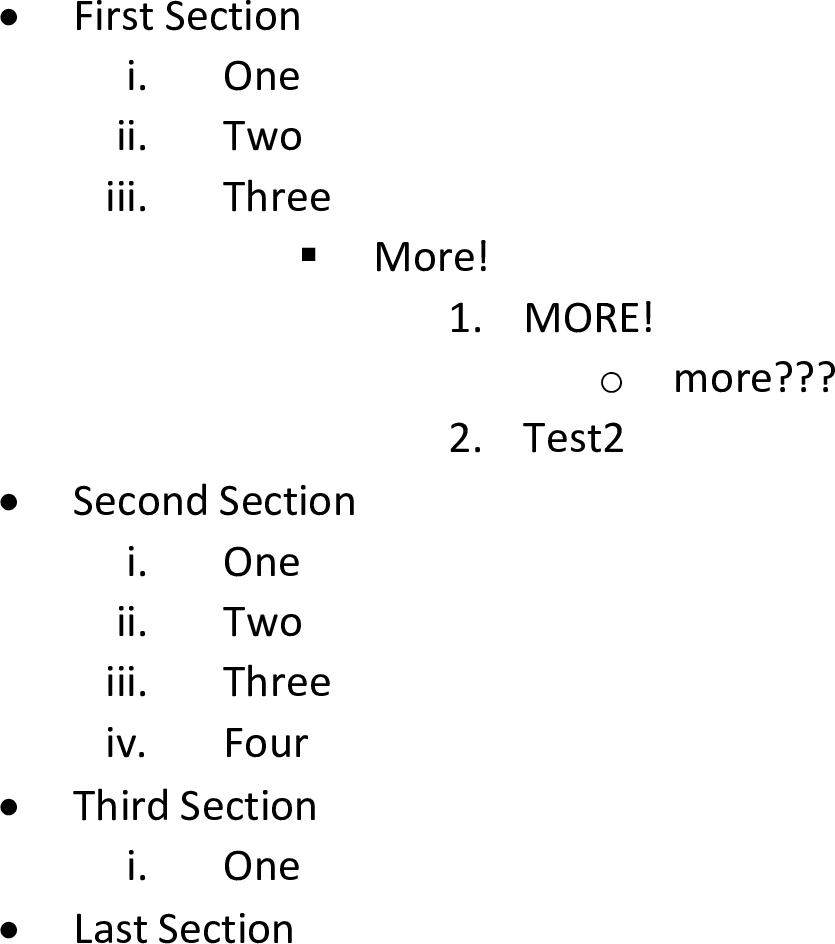 • First Section
i. One
ii. Two
iii. Three
▪ More!
1. MORE!
o more???
2. Test2
• Second Section
i. One
ii. Two
iii. Three
iv. Four
• Third Section
i. One
• Last Section